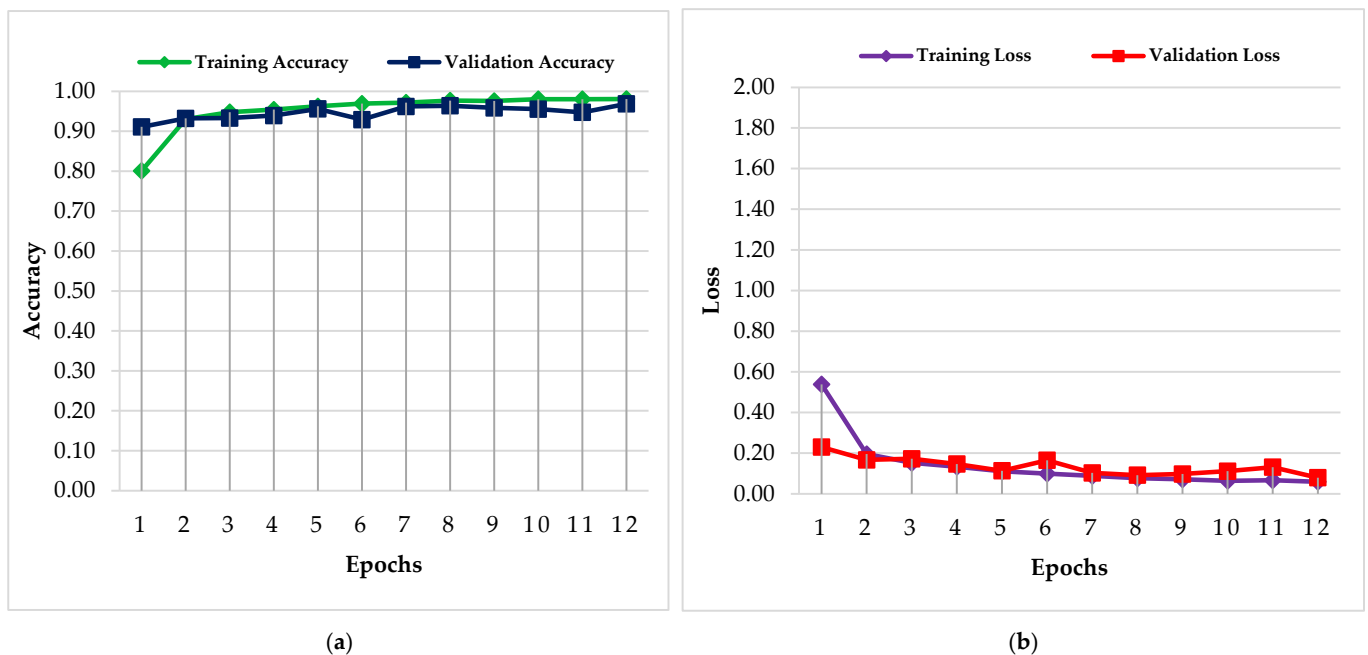 Training Accuracy Validation Accuracy
1.00
0.90
0.80
0.70
0.60
0.50
0.40
0.30
0.20
0.10
0.00
Accuracy
1 2 3 4 5 6 7 8 9 10 11 12
Epochs
(a)
Training Loss Validation Loss
2.00
1.80
1.60
1.40
1.20
1.00
0.80
0.60
0.40
0.20
0.00
Loss
1 2 3 4 5 6 7 8 9 10 11 12
Epochs
(b)